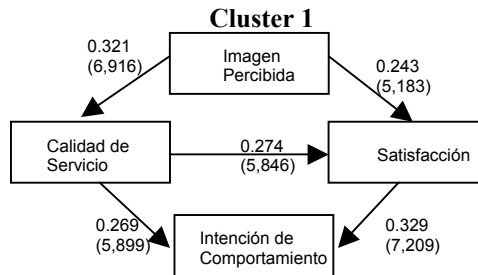 Cluster 1
0.321
(6,916)
Imagen
Percibida
0.243
(5,183)
Calidad de
Servicio
0.274
(5,846)
Satisfacción
0.269
(5,899)
Intención de
Comportamiento
0.329
(7,209)